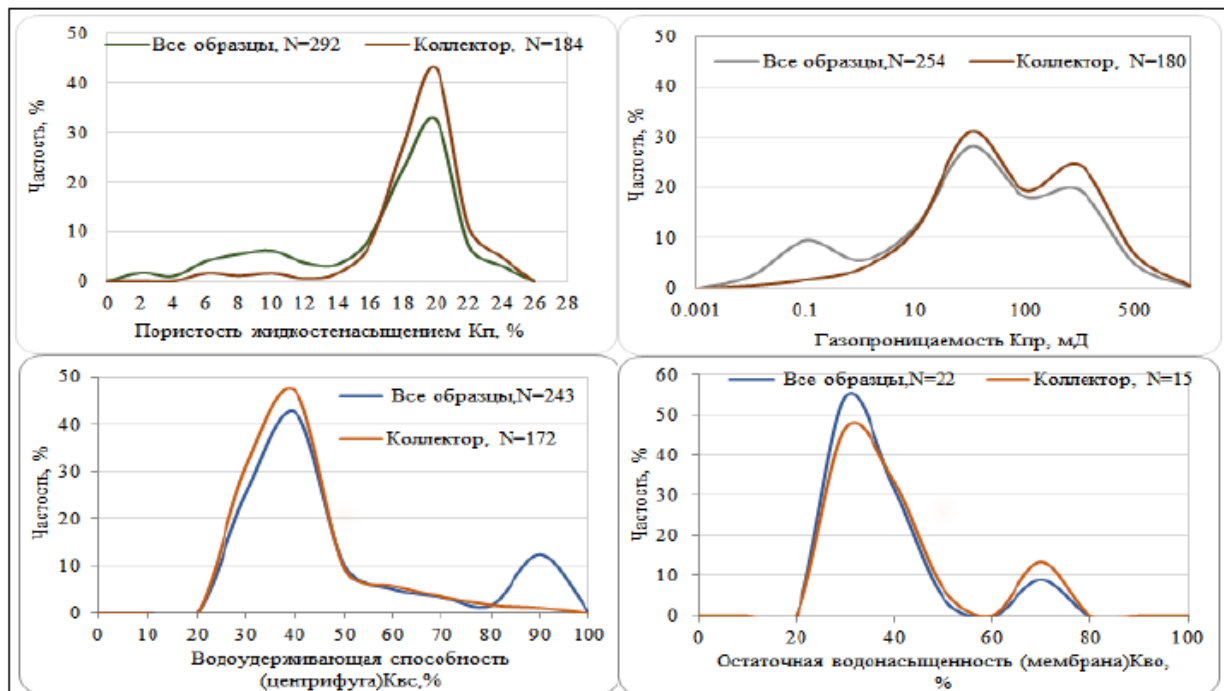 Все образцы, N=292
Коллектор, N=184
50
40
30
20
10
0
Частость, %
0 2 4 6 8 10 12 14 16 18 20 22 24 26 28
Пористость жидкостенасыщением Кп, %
Все образцы,N=254
Коллектор, N=180
50
40
30
20
10
0
Частость, %
0.001 0.1 10 100 500
Газопроницаемость Кпр, мД
Все образцы,N=243
Коллектор, N=172
50
40
30
20
10
0
Частость, %
0 10 20 30 40 50 60 70 80 90 100
Водоудерживающая способность
(центрифуга)Квс,%
Все образцы,N=22
Коллектор, N=15
60
50
40
30
20
10
0
Частость, %
0 20 40 60 80 100
Остаточная водонасыщенность (мембрана)Кво,
%